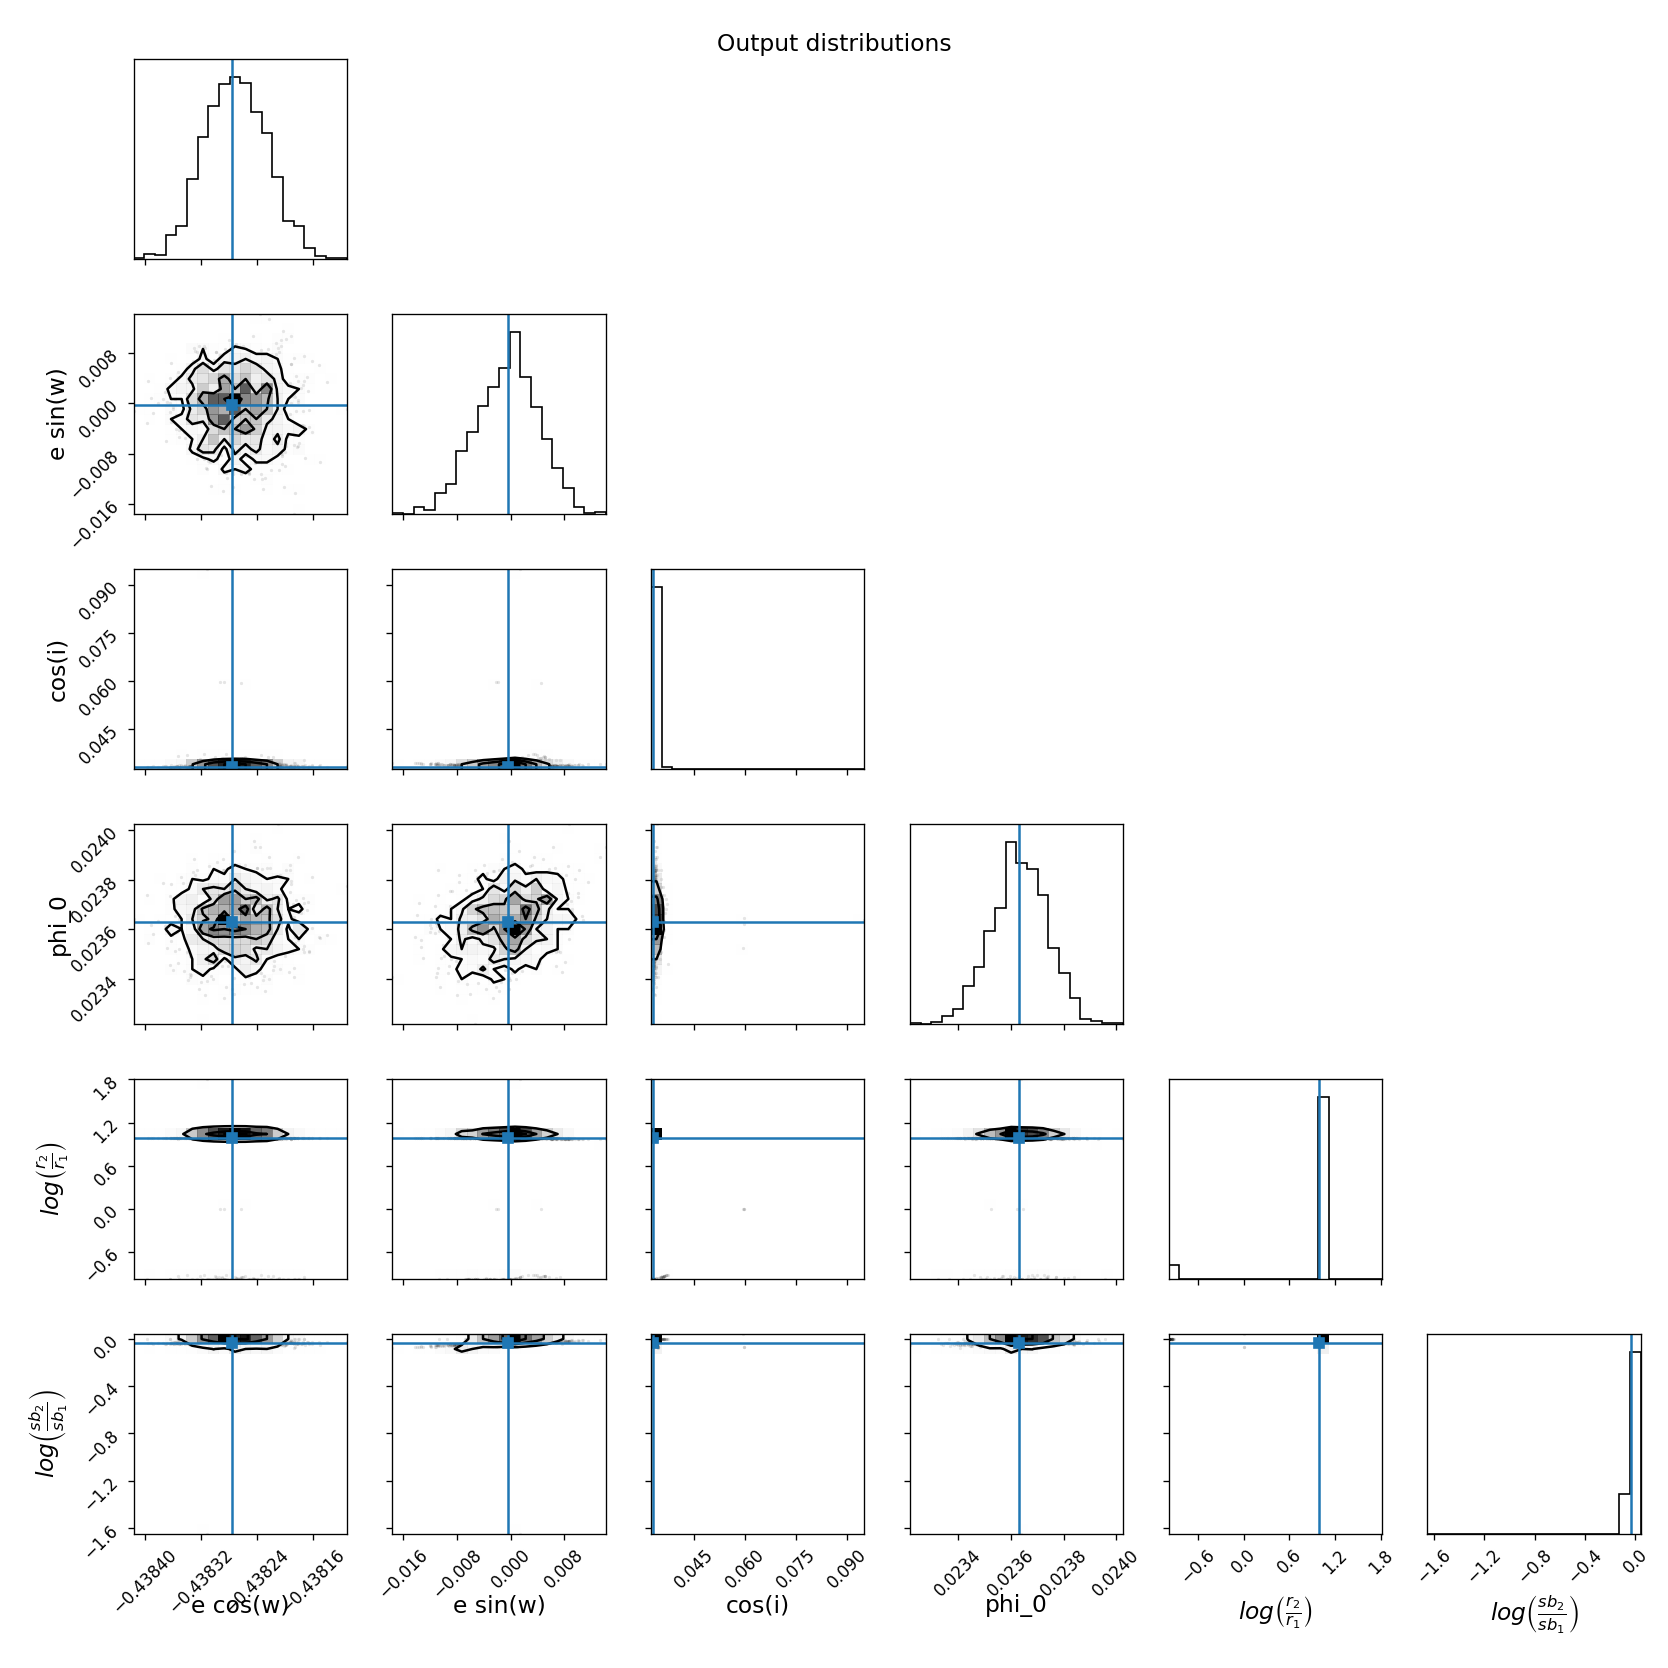 Output distributions
e sin(w)
0.008
0.000
−0.008
−0.016
cos(i)
0.090
0.075
0.060
0.045
phi_0
0.0240
0.0238
0.0236
0.0234
log(r₂/r₁)
1.8
1.2
0.6
0.0
−0.6
log(sb₂/sb₁)
0.0
−0.4
−0.8
−1.2
−1.6
−0.43840 −0.43832 −0.43824 −0.43816
−0.016 −0.008 0.000 0.008
0.045 0.060 0.075 0.090
0.0234 0.0236 0.0238 0.0240
−0.6 0.0 0.6 1.2 1.8
−1.6 −1.2 −0.8 −0.4 0.0
e cos(w) e sin(w) cos(i) phi_0 log(r₂/r₁) log(sb₂/sb₁)